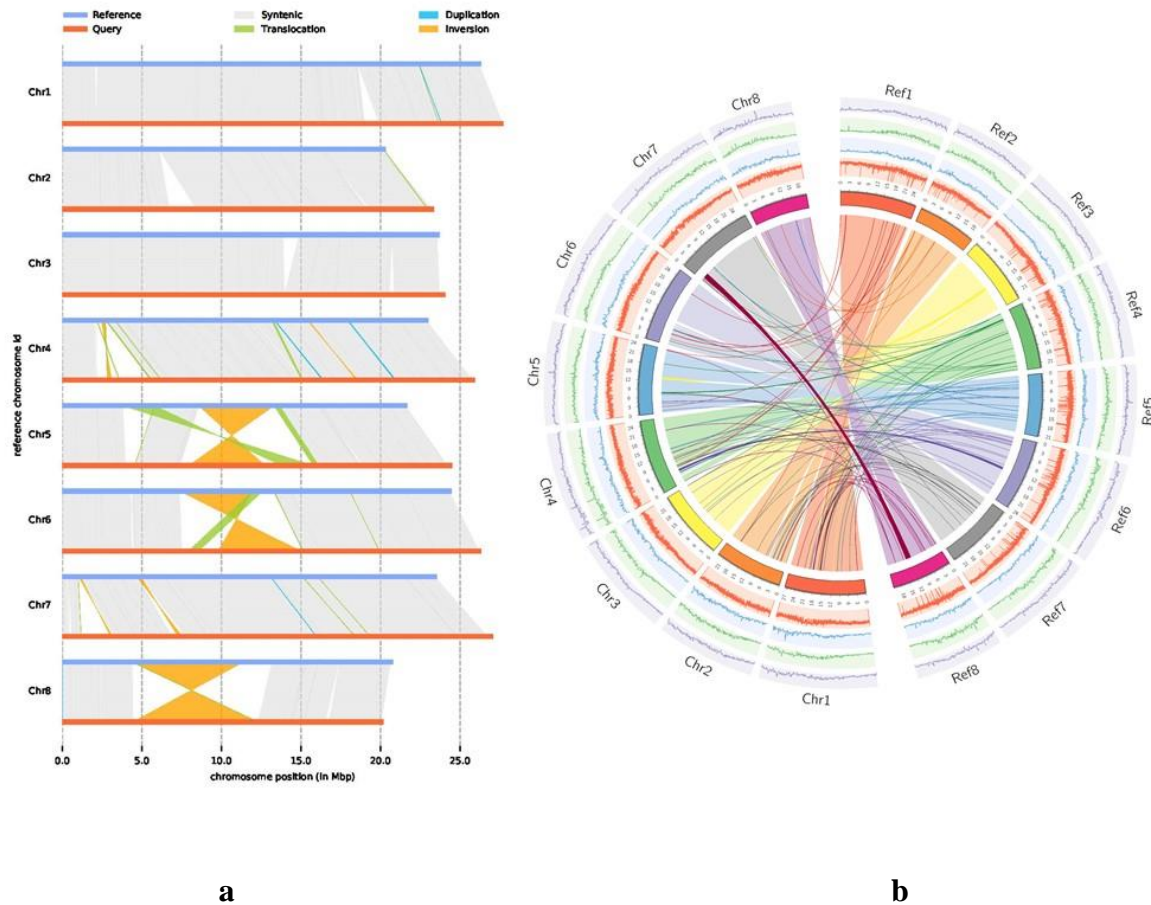 Reference Syntenic Duplication
Query Translocation Inversion
reference chromosome id
Chr1
Chr2
Chr3
Chr4
Chr5
Chr6
Chr7
Chr8
0.0 5.0 10.0 15.0 20.0 25.0
chromosome position (in Mbp)
Ref1
Ref2
Ref3
Ref4
Ref5
Ref6
Ref7
Ref8
Chr1
Chr2
Chr3
Chr4
Chr5
Chr6
Chr7
Chr8
a b